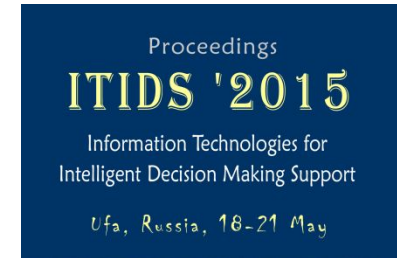 Proceedings
ITIDS '2015
Information Technologies for
Intelligent Decision Making Support
Ufa, Russia, 18-21 May